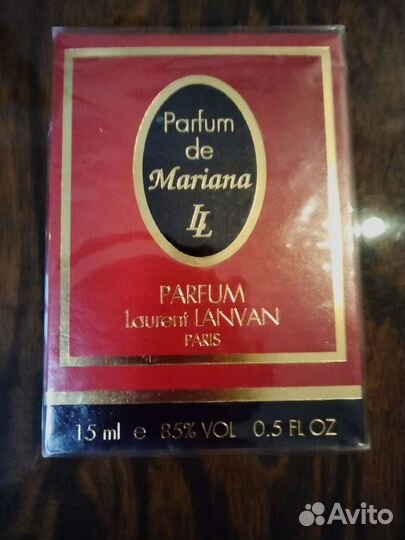 Parfum
de
Mariana
LL
PARFUM
Laurent LANVAN
PARIS
15 ml e 85% VOL 0.5 FL OZ
Avito